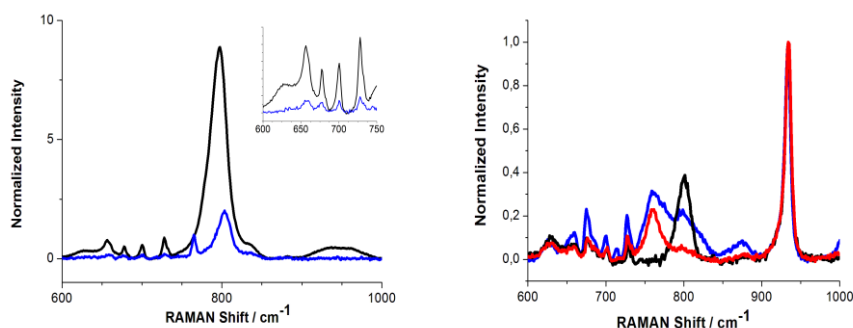 10
5
0
Normalized Intensity
600 650 700 750
600 800 1000
RAMAN Shift / cm-1
1,0
0,8
0,6
0,4
0,2
0,0
Normalized Intensity
600 700 800 900 1000
RAMAN Shift / cm-1